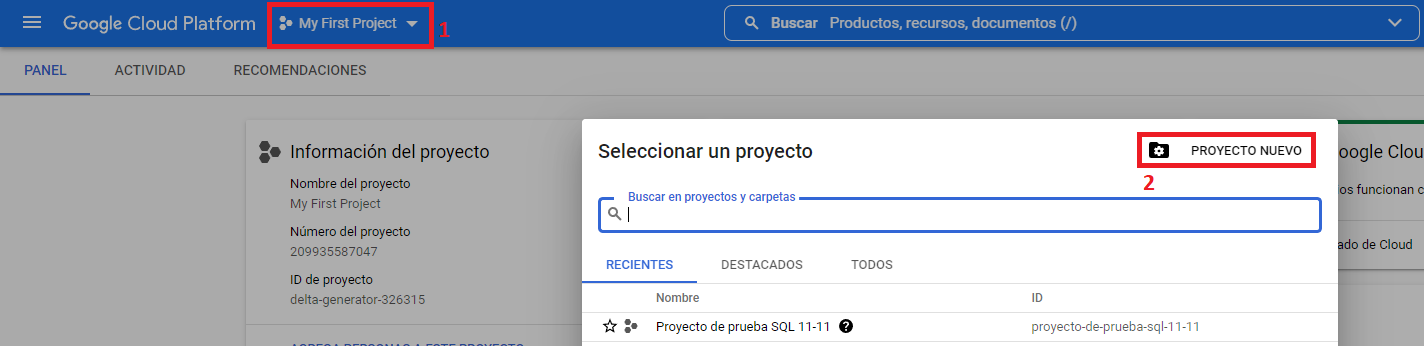 Google Cloud Platform
My First Project
1
Buscar Productos, recursos, documentos (/)
PANEL
ACTIVIDAD
RECOMENDACIONES
Información del proyecto
Nombre del proyecto
My First Project
Número del proyecto
209935587047
ID de proyecto
delta-generator-326315
Seleccionar un proyecto
PROYECTO NUEVO
2
Buscar en proyectos y carpetas
RECIENTES
DESTACADOS
TODOS
Nombre
ID
Proyecto de prueba SQL 11-11
proyecto-de-prueba-sql-11-11
oogle Clou
os funcionan c
ado de Cloud